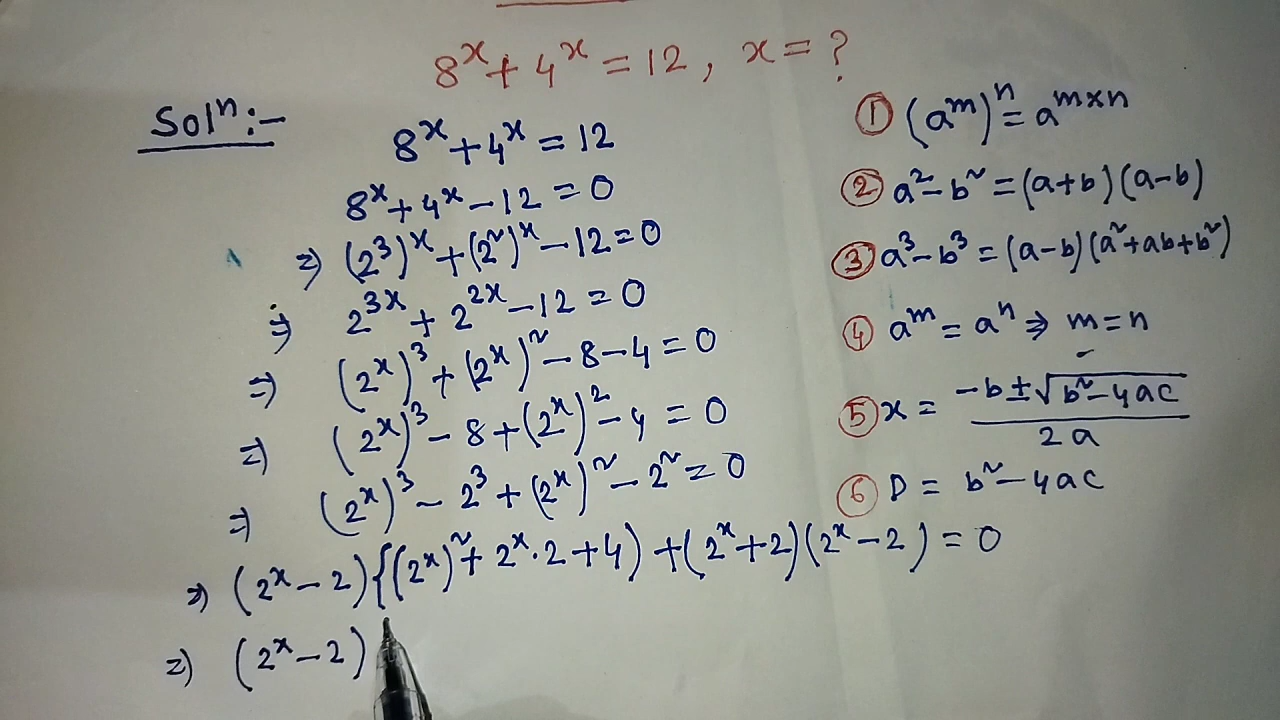 8^x + 4^x = 12, x = ?
Solⁿ:-
8^x + 4^x = 12
8^x + 4^x - 12 = 0
⇒ (2^3)^x + (2^2)^x - 12 = 0
⇒ 2^{3x} + 2^{2x} - 12 = 0
⇒ (2^x)^3 + (2^x)^2 - 8 - 4 = 0
⇒ (2^x)^3 - 8 + (2^x)^2 - 4 = 0
⇒ (2^x)^3 - 2^3 + (2^x)^2 - 2^2 = 0
⇒ (2^x - 2){(2^x)^2 + 2^x · 2 + 4) + (2^x + 2)(2^x - 2) = 0
⇒ (2^x - 2)
① (a^m)^n = a^{m×n}
② a^2 - b^2 = (a+b)(a-b)
③ a^3 - b^3 = (a-b)(a^2+ab+b^2)
④ a^m = a^n ⇒ m = n
⑤ x = \frac{-b ± √(b^2 - 4ac)}{2a}
⑥ D = b^2 - 4ac